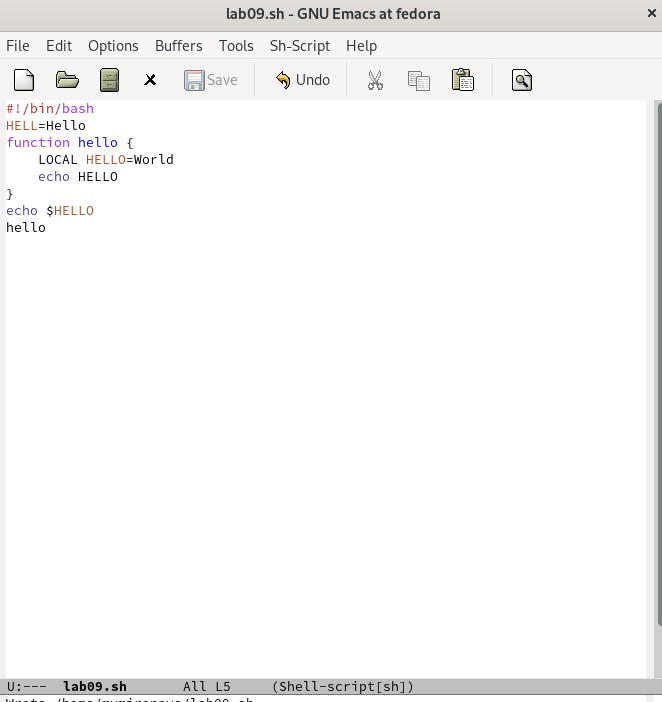 lab09.sh - GNU Emacs at fedora
File Edit Options Buffers Tools Sh-Script Help
Save Undo
#!/bin/bash
HELL=Hello
function hello {
    LOCAL HELLO=World
    echo HELLO
}
echo $HELLO
hello
U:--- lab09.sh All L5 (Shell-script[sh])